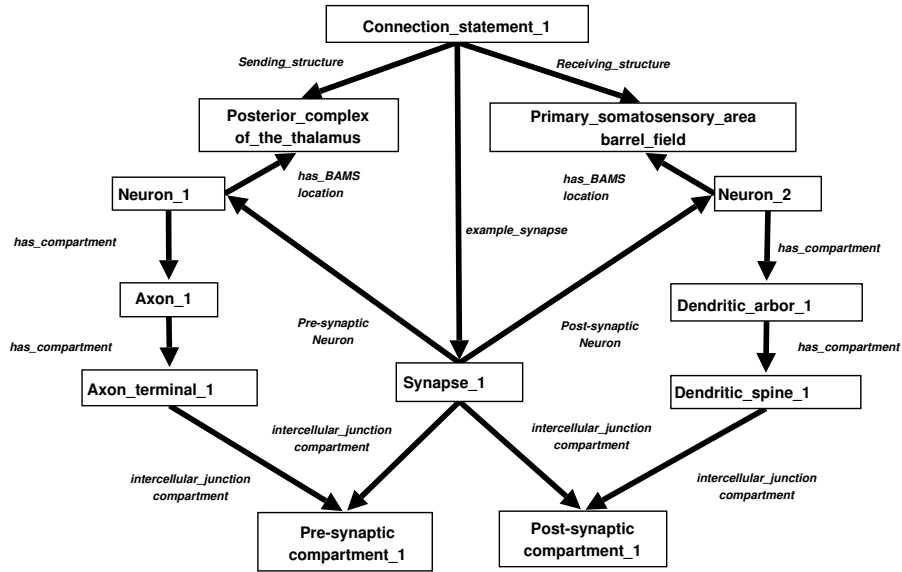 Connection_statement_1
Sending_structure
Receiving_structure
Posterior_complex
of_the_thalamus
Primary_somatosensory_area
barrel_field
has_BAMS
location
has_BAMS
location
Neuron_1
Neuron_2
has_compartment
example_synapse
has_compartment
Axon_1
Dendritic_arbor_1
Pre-synaptic
Neuron
Post-synaptic
Neuron
has_compartment
has_compartment
Axon_terminal_1
Synapse_1
Dendritic_spine_1
intercellular_junction
compartment
intercellular_junction
compartment
intercellular_junction
compartment
intercellular_junction
compartment
Pre-synaptic
compartment_1
Post-synaptic
compartment_1